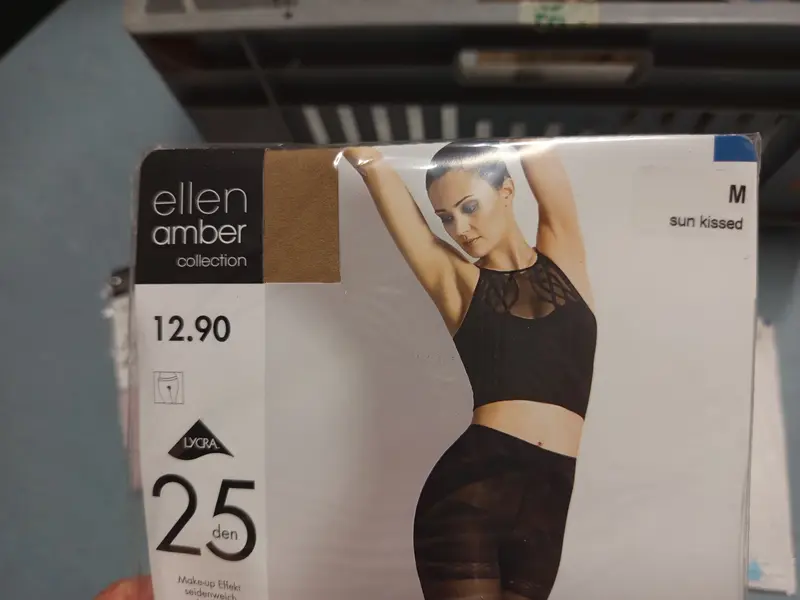 ellen
amber
collection
M
sun kissed
12.90
LYCRA
25
den
Make-up Effekt
seidenweich